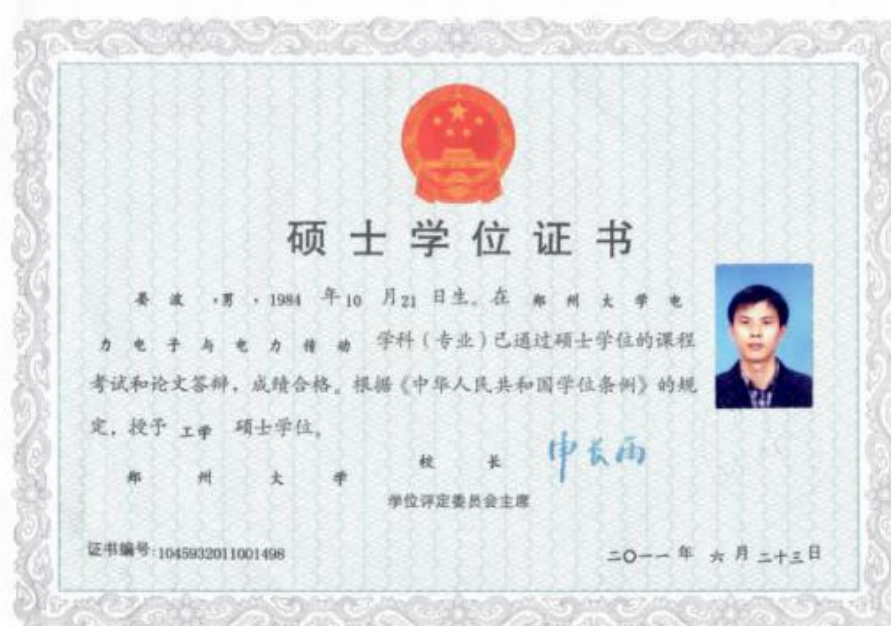 硕士学位证书
姜波，男，1984 年 10 月 21 日生。在 郑州大学电
力电子与电力传动 学科(专业)已通过硕士学位的课程
考试和论文答辩，成绩合格。根据《中华人民共和国学位条例》的规
定，授予 工学 硕士学位。
郑州大学 校长 申长雨
学位评定委员会主席
证书编号:1045932011001498 二〇一一年 六月二十三日